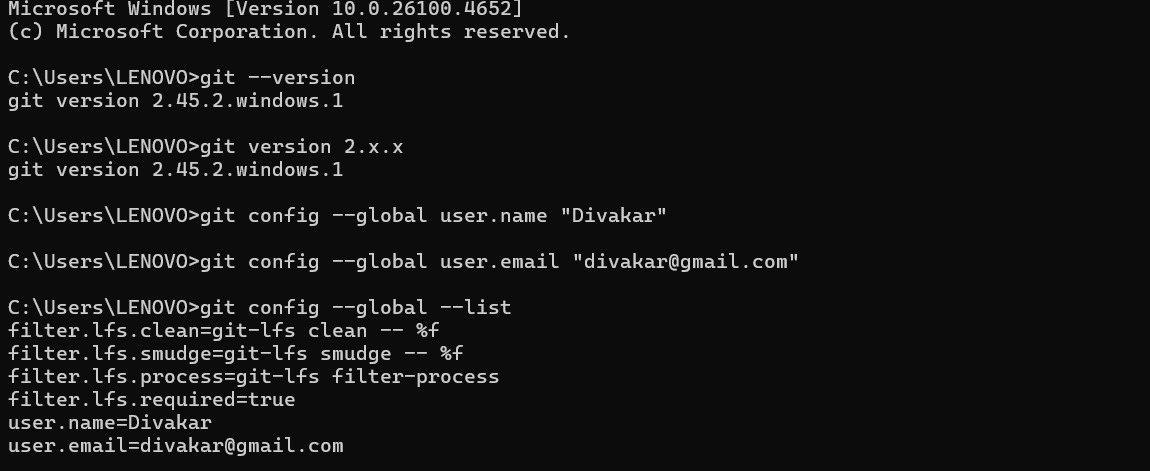 Microsoft Windows [Version 10.0.26100.4652]
(c) Microsoft Corporation. All rights reserved.
C:\Users\LENOVO>git --version
git version 2.45.2.windows.1
C:\Users\LENOVO>git version 2.x.x
git version 2.45.2.windows.1
C:\Users\LENOVO>git config --global user.name "Divakar"
C:\Users\LENOVO>git config --global user.email "divakar@gmail.com"
C:\Users\LENOVO>git config --global --list
filter.lfs.clean=git-lfs clean -- %f
filter.lfs.smudge=git-lfs smudge -- %f
filter.lfs.process=git-lfs filter-process
filter.lfs.required=true
user.name=Divakar
user.email=divakar@gmail.com